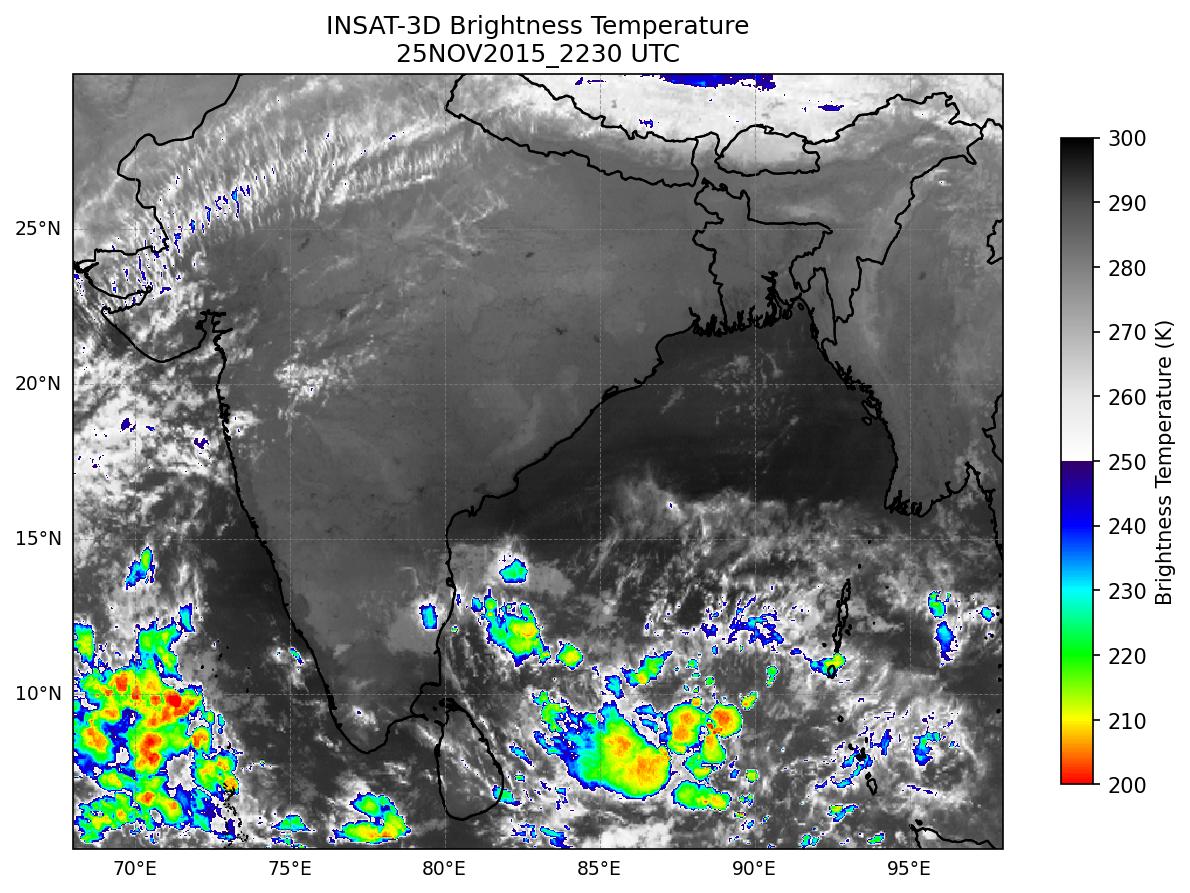 INSAT-3D Brightness Temperature
25NOV2015_2230 UTC
25°N
20°N
15°N
10°N
70°E
75°E
80°E
85°E
90°E
95°E
300
290
280
270
260
250
240
230
220
210
200
Brightness Temperature (K)